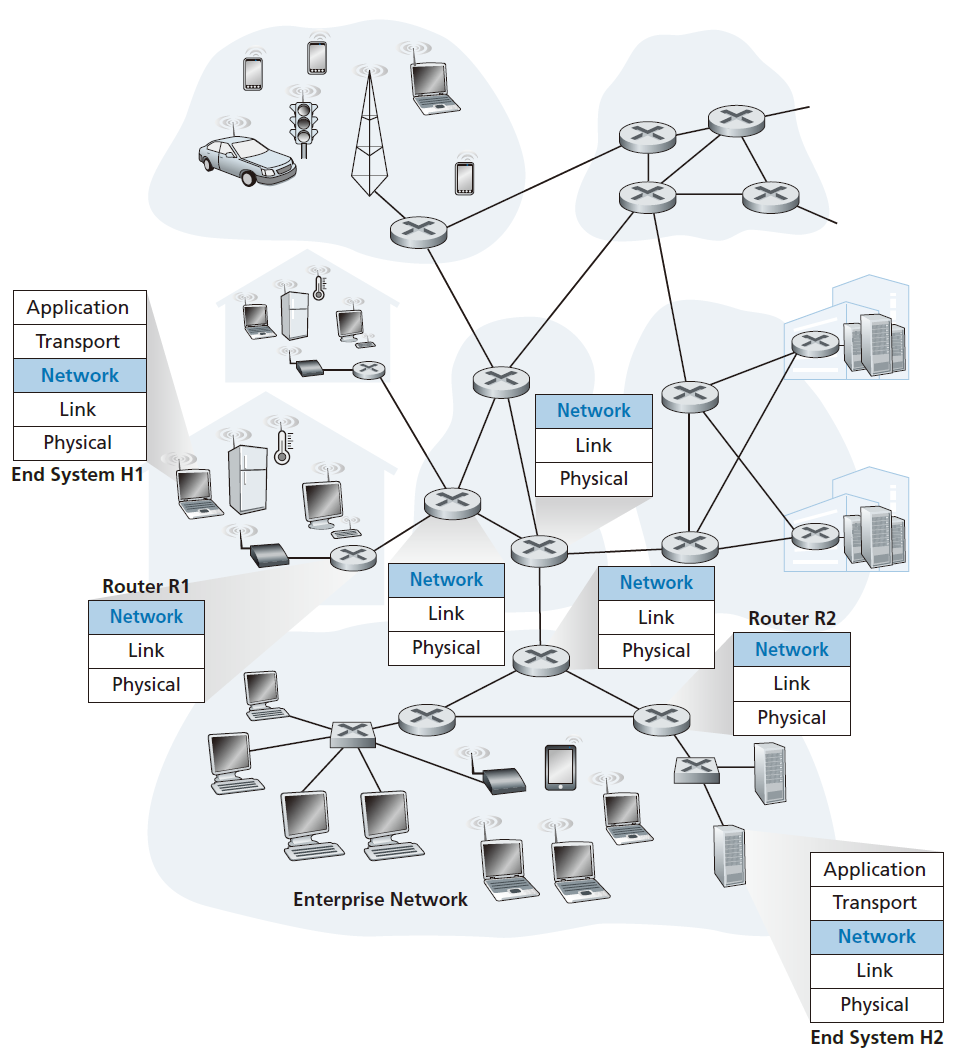 Application
Transport
Network
Link
Physical
End System H1
Network
Link
Physical
Router R1
Network
Link
Physical
Network
Link
Physical
Network
Link
Physical
Router R2
Network
Link
Physical
Enterprise Network
Application
Transport
Network
Link
Physical
End System H2